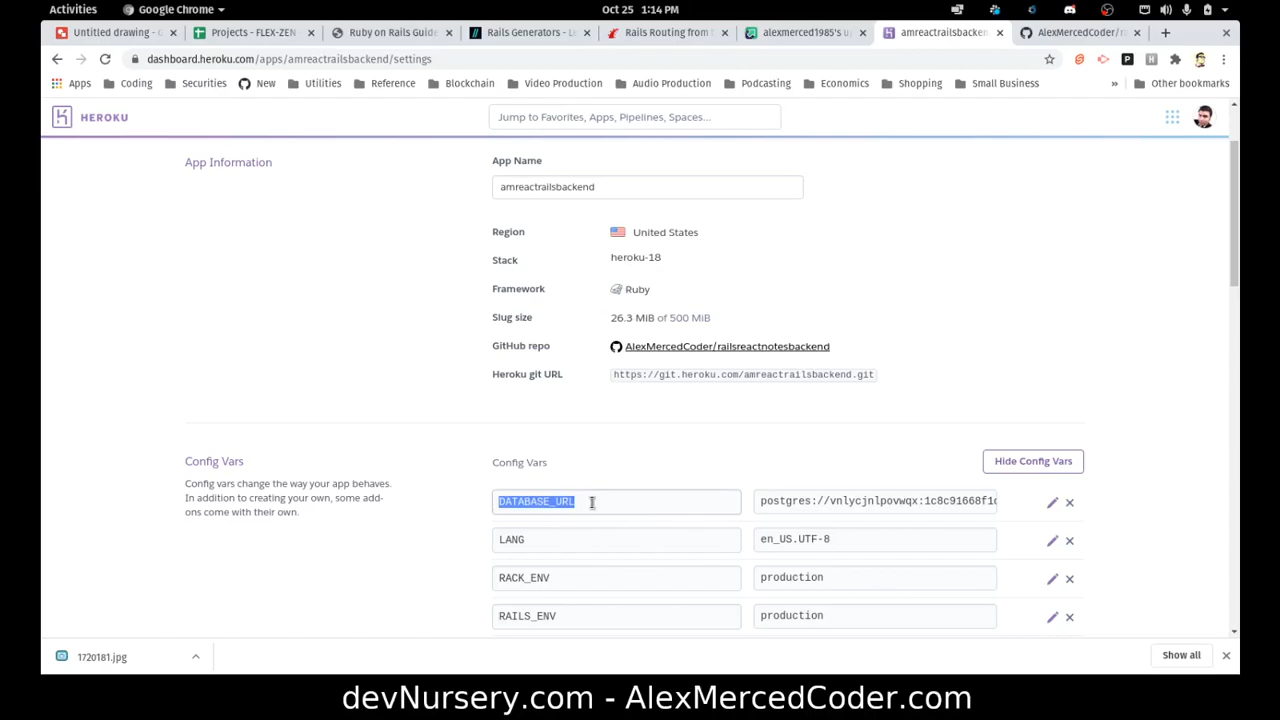 Activities
Google Chrome
Oct 25 1:14 PM
Untitled drawing - G
Projects - FLEX-ZEN
Ruby on Rails Guide
Rails Generators - Le
Rails Routing from t
alexmerced1985's u
amreactrailsbacken
AlexMercedCoder/r
dashboard.heroku.com/apps/amreactrailsbackend/settings
Apps
Coding
Securities
New
Utilities
Reference
Blockchain
Video Production
Audio Production
Podcasting
Economics
Shopping
Small Business
»
Other bookmarks
HEROKU
Jump to Favorites, Apps, Pipelines, Spaces...
App Information
App Name
amreactrailsbackend
Region
United States
Stack
heroku-18
Framework
Ruby
Slug size
26.3 MiB of 500 MiB
GitHub repo
AlexMercedCoder/railsreactnotesbackend
Heroku git URL
https://git.heroku.com/amreactrailsbackend.git
Config Vars
Config vars change the way your app behaves.
In addition to creating your own, some add-
ons come with their own.
Config Vars
Hide Config Vars
DATABASE_URL
postgres://vnlycjnlpovwqx:1c8c91668f1c
LANG
en_US.UTF-8
RACK_ENV
production
RAILS_ENV
production
1720181.jpg
Show all
devNursery.com - AlexMercedCoder.com